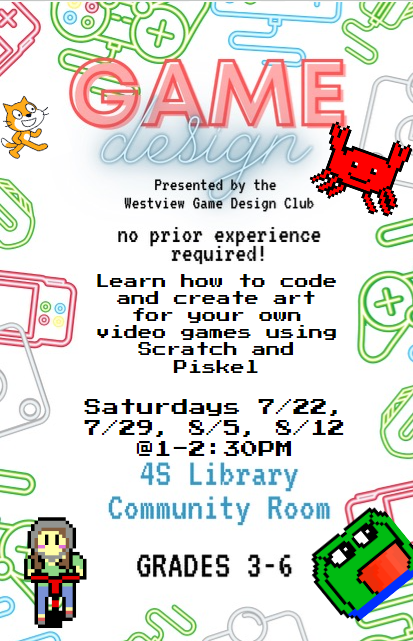 GAME
design
Presented by the
Westview Game Design Club
no prior experience
required!
Learn how to code
and create art
for your own
video games using
Scratch and
Piskel
Saturdays 7/22,
7/29, 8/5, 8/12
@1-2:30PM
4S Library
Community Room
GRADES 3-6